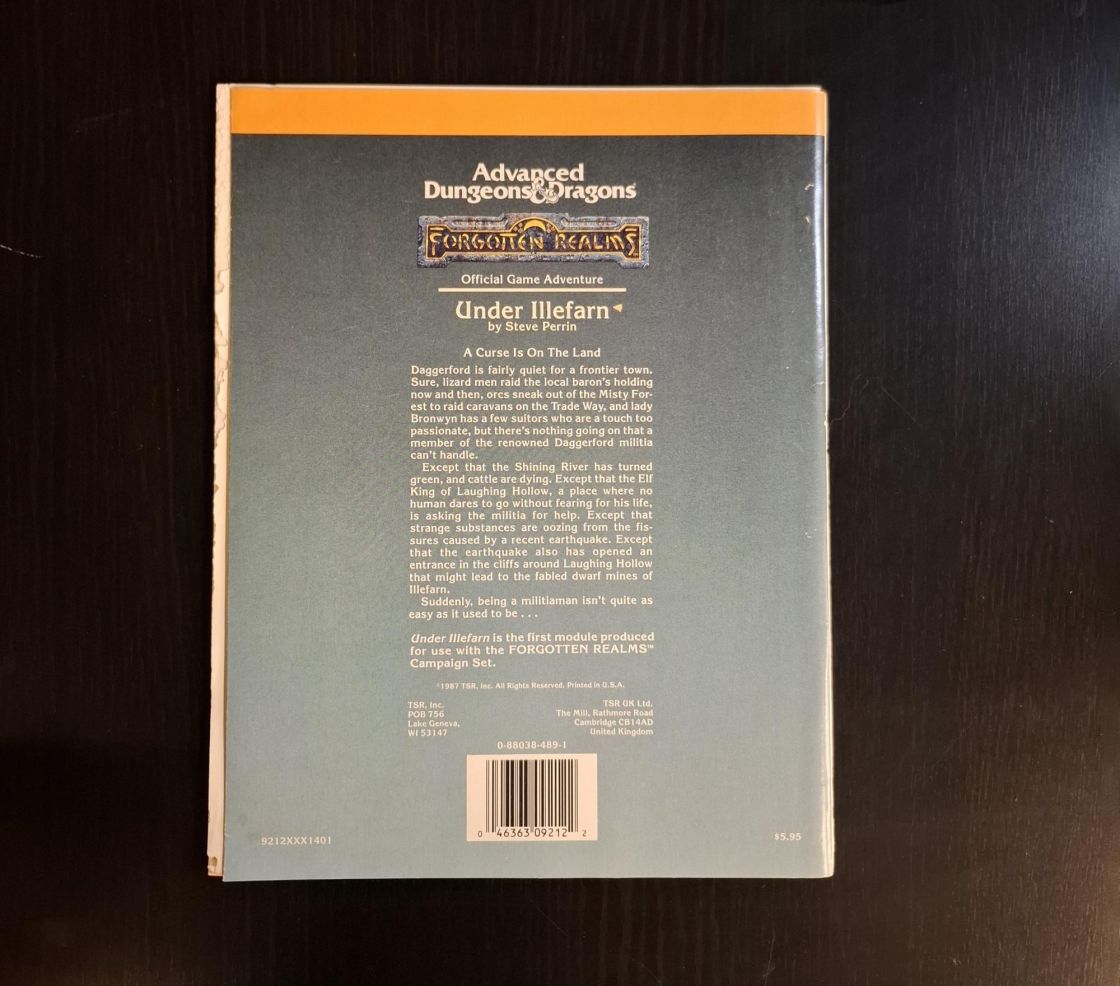 Advanced
Dungeons&Dragons
FORGOTTEN REALMS™
Official Game Adventure
Under Illefarn
by Steve Perrin
A Curse Is On The Land
Daggerford is fairly quiet for a frontier town.
Sure, lizard men raid the local baron's holding
now and then, orcs sneak out of the Misty For-
est to raid caravans on the Trade Way, and lady
Bronwyn has a few suitors who are a touch too
passionate, but there's nothing going on that a
member of the renowned Daggerford militia
can't handle.
Except that the Shining River has turned
green, and cattle are dying. Except that the Elf
King of Laughing Hollow, a place where no
human dares to go without fearing for his life,
is asking the militia for help. Except that
strange substances are oozing from the fis-
sures caused by a recent earthquake. Except
that the earthquake also has opened an
entrance in the cliffs around Laughing Hollow
that might lead to the fabled dwarf mines of
Illefarn.
Suddenly, being a militiaman isn't quite as
easy as it used to be . . .
Under Illefarn is the first module produced
for use with the FORGOTTEN REALMS™
Campaign Set.
©1987 TSR, Inc. All Rights Reserved. Printed in U.S.A.
TSR, Inc.
POB 756
Lake Geneva,
WI 53147
TSR UK Ltd.
The Mill, Rathmore Road
Cambridge CB14AD
United Kingdom
0-88038-489-1
0 46363 09212 2
9212XXX1401
$5.95